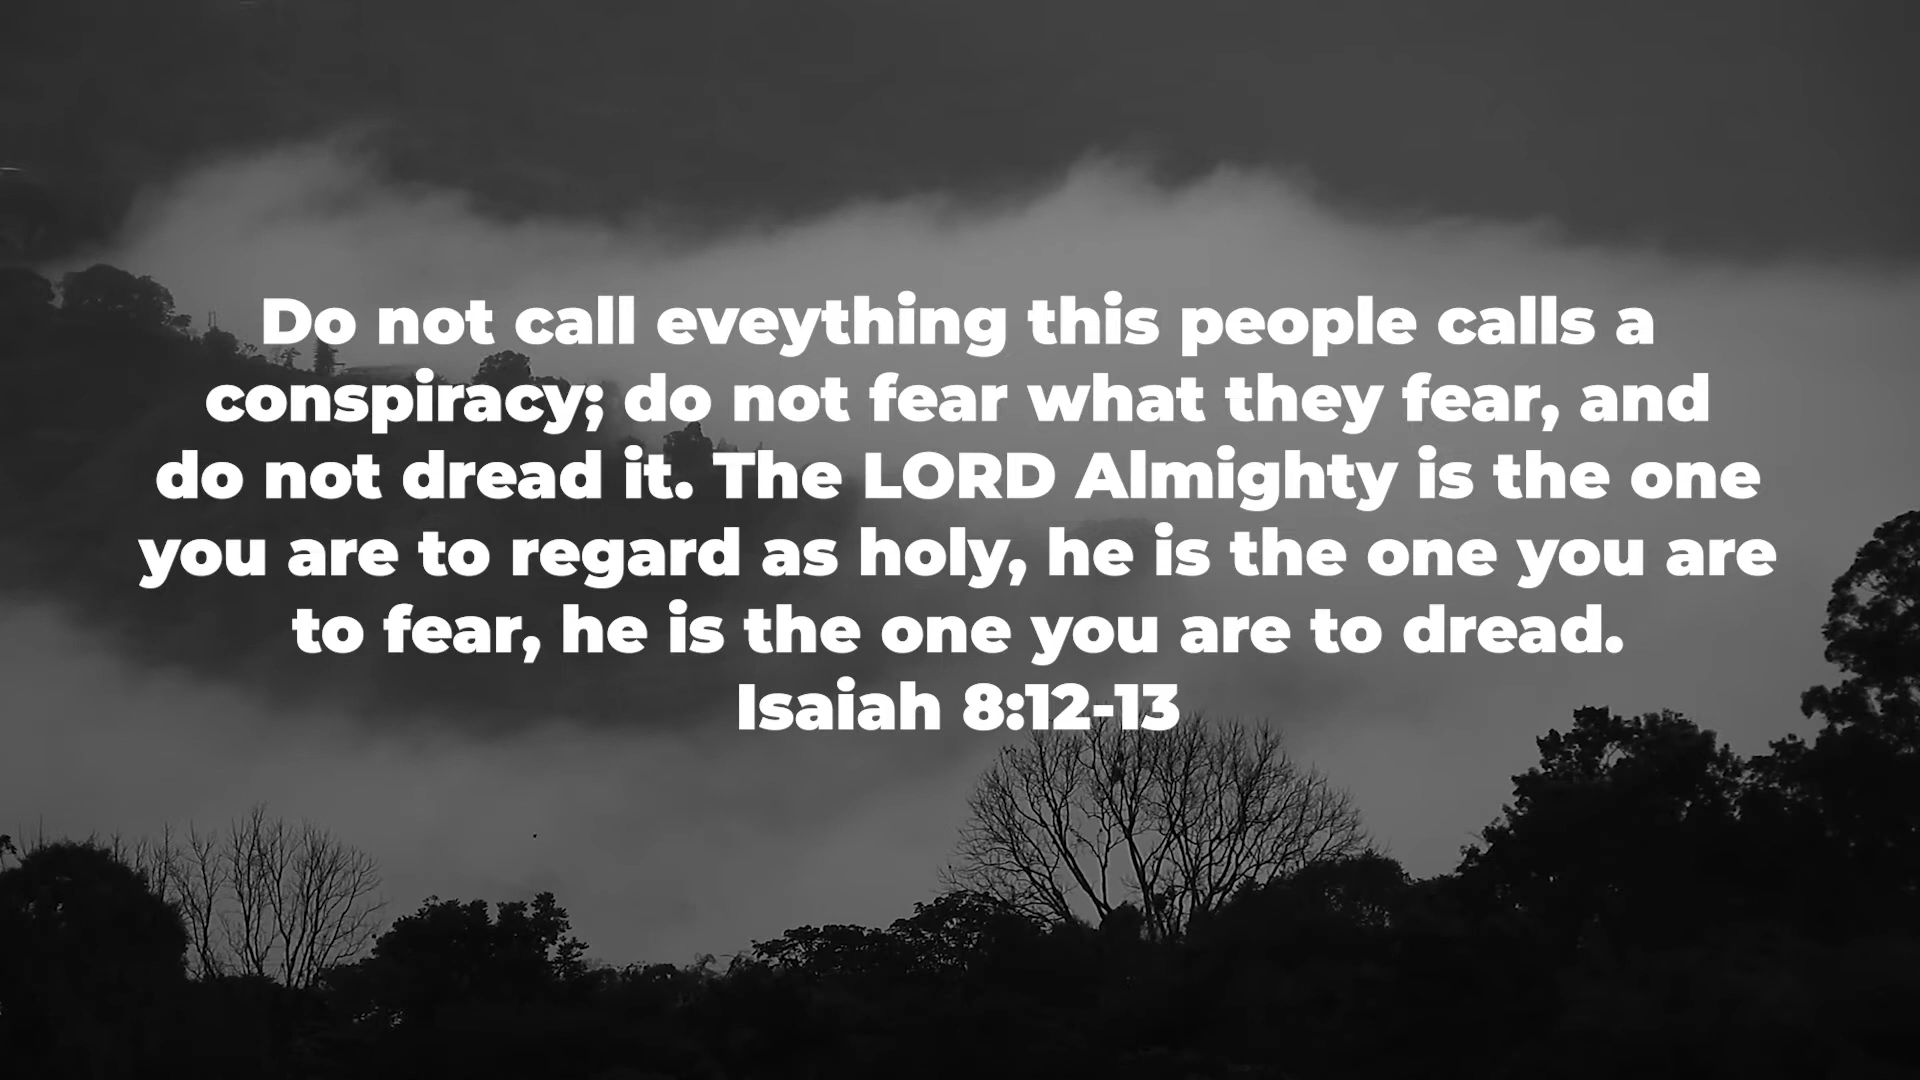 Do not call eveything this people calls a
conspiracy; do not fear what they fear, and
do not dread it. The LORD Almighty is the one
you are to regard as holy, he is the one you are
to fear, he is the one you are to dread.
Isaiah 8:12-13